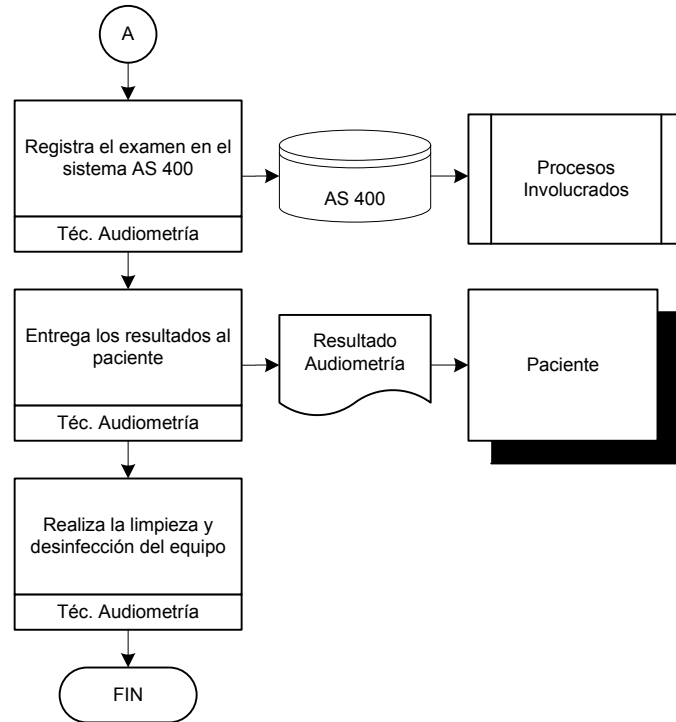 A
Registra el examen en el
sistema AS 400
Téc. Audiometría
AS 400
Procesos
Involucrados
Entrega los resultados al
paciente
Téc. Audiometría
Resultado
Audiometría
Paciente
Realiza la limpieza y
desinfección del equipo
Téc. Audiometría
FIN